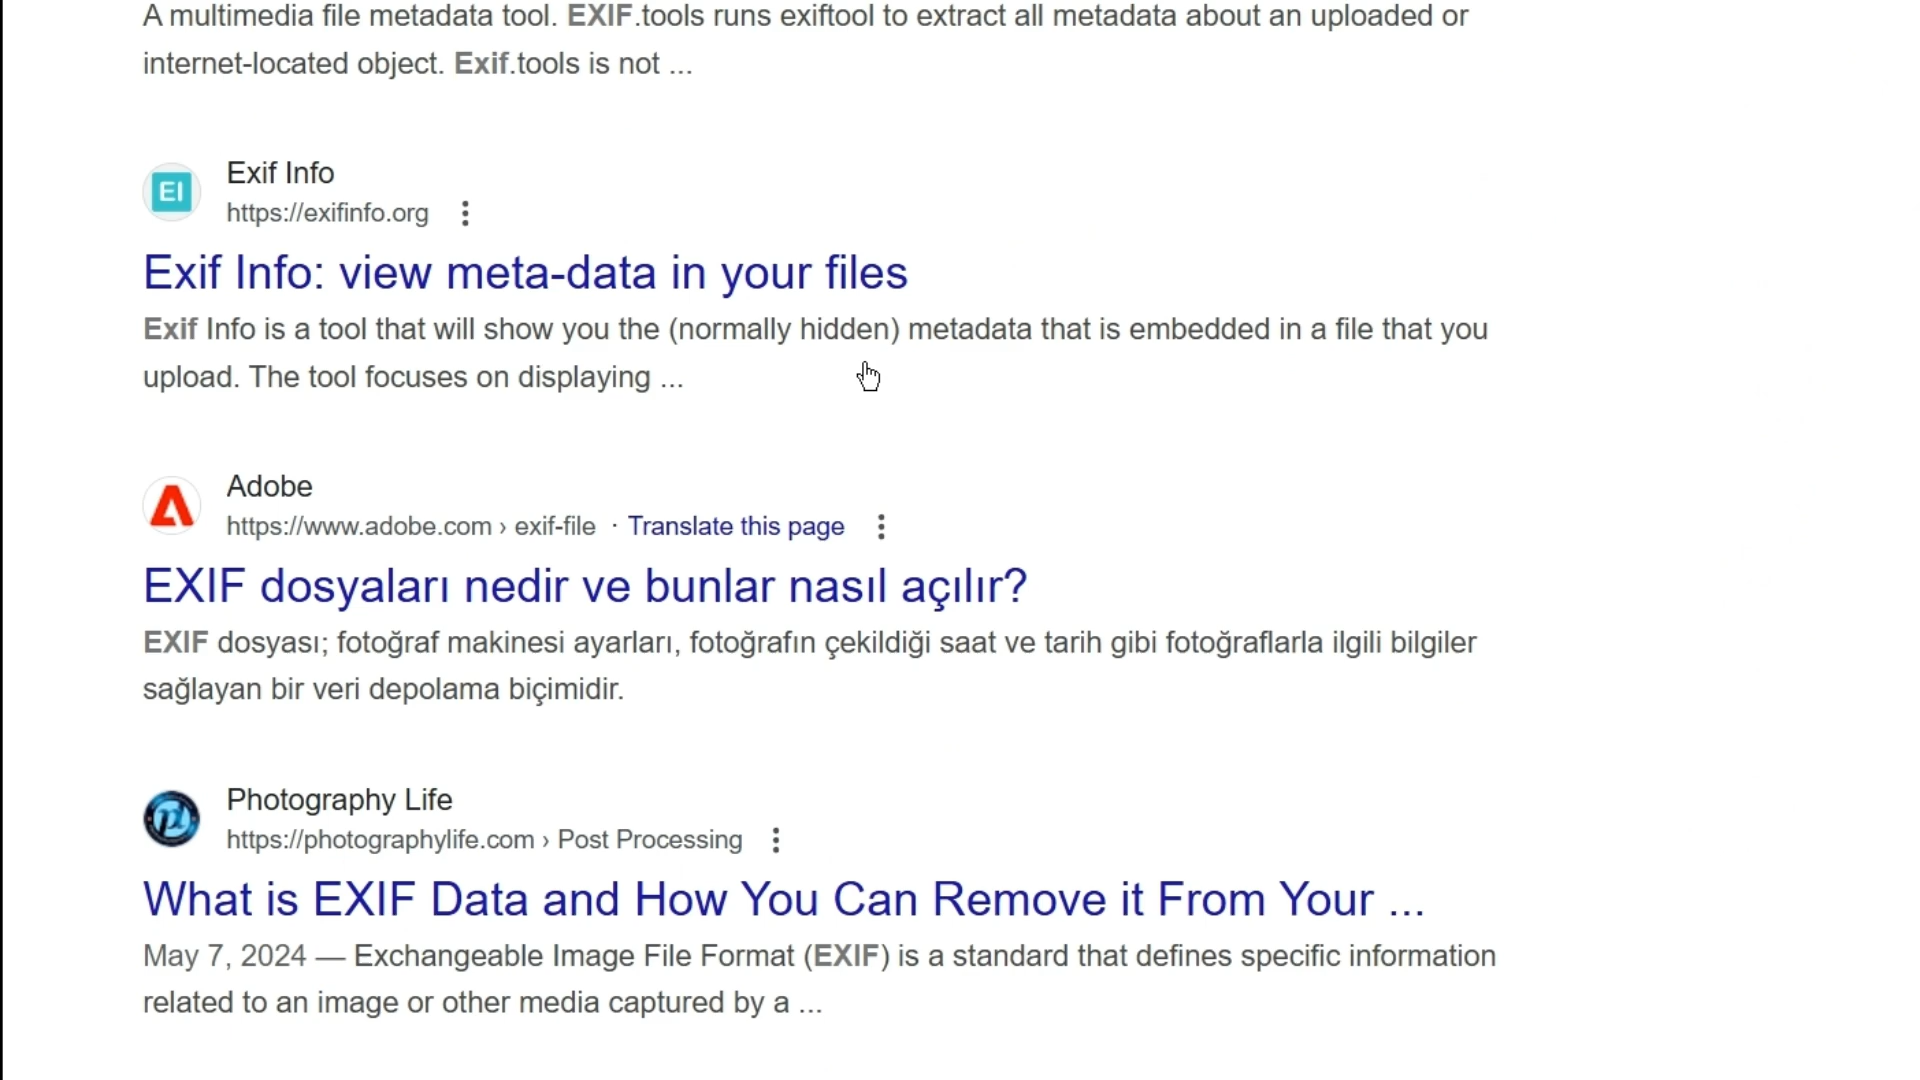 A multimedia file metadata tool. EXIF.tools runs exiftool to extract all metadata about an uploaded or
internet-located object. Exif.tools is not ...
EI
Exif Info
https://exifinfo.org
Exif Info: view meta-data in your files
Exif Info is a tool that will show you the (normally hidden) metadata that is embedded in a file that you
upload. The tool focuses on displaying ...
Adobe
https://www.adobe.com › exif-file · Translate this page
EXIF dosyaları nedir ve bunlar nasıl açılır?
EXIF dosyası; fotoğraf makinesi ayarları, fotoğrafın çekildiği saat ve tarih gibi fotoğraflarla ilgili bilgiler
sağlayan bir veri depolama biçimidir.
pl
Photography Life
https://photographylife.com › Post Processing
What is EXIF Data and How You Can Remove it From Your ...
May 7, 2024 — Exchangeable Image File Format (EXIF) is a standard that defines specific information
related to an image or other media captured by a ...